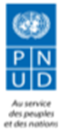 P N
U D
Au service
des peuples
et des nations